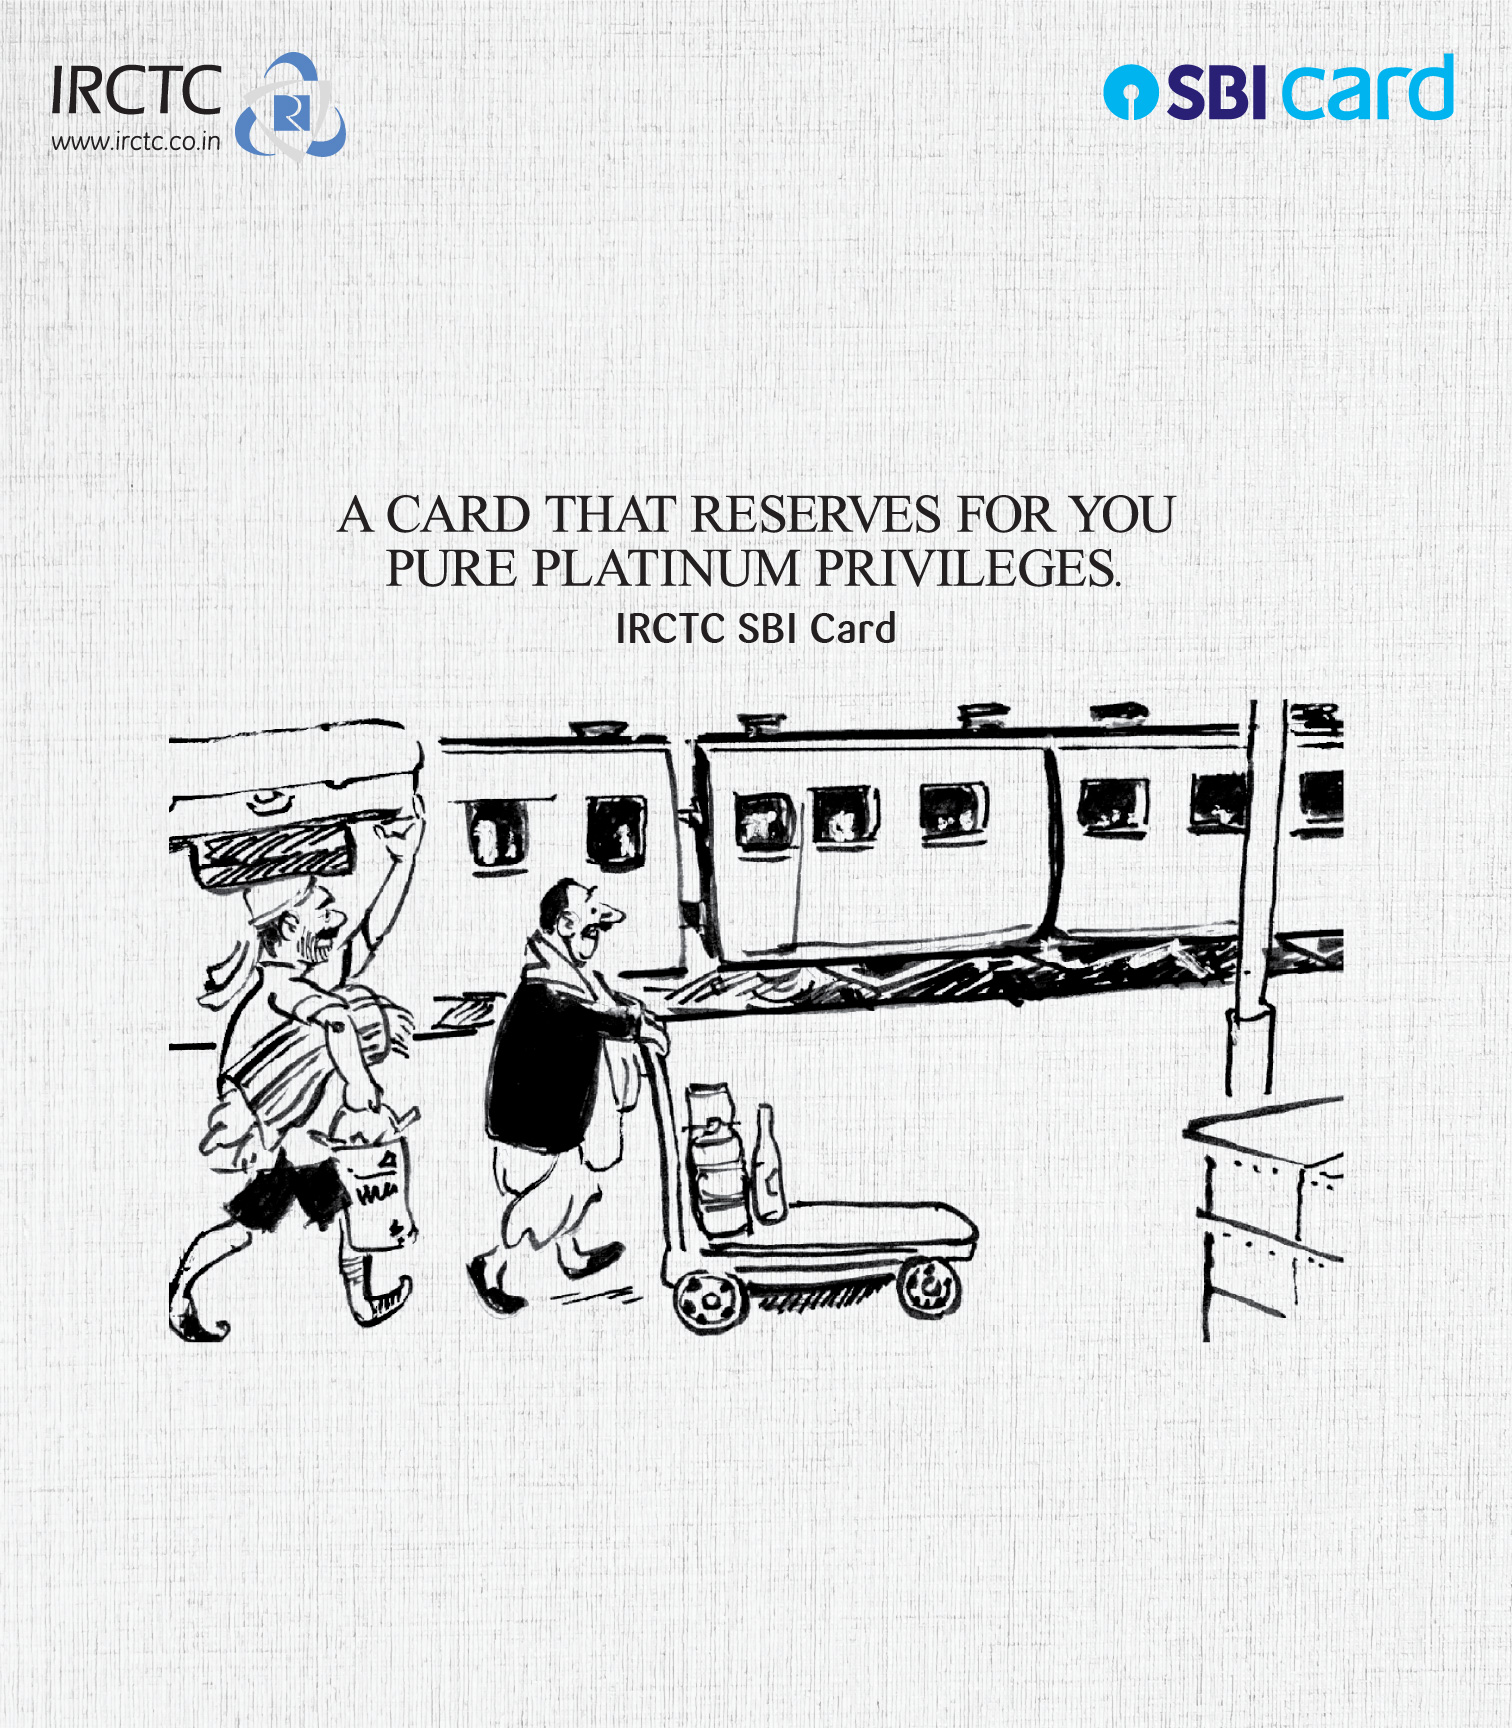 IRCTC
www.irctc.co.in
SBI card
A CARD THAT RESERVES FOR YOU
PURE PLATINUM PRIVILEGES.
IRCTC SBI Card